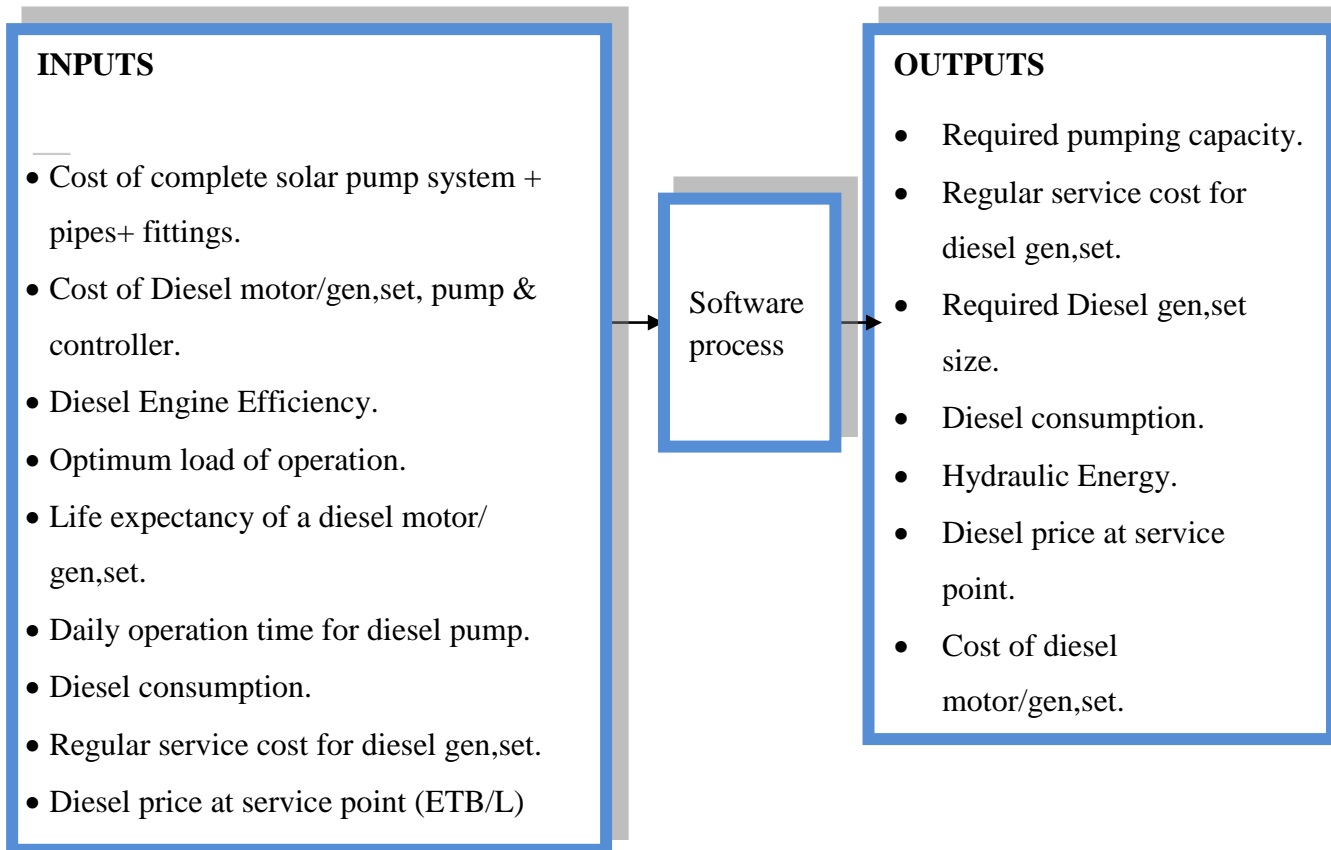 INPUTS
• Cost of complete solar pump system +
pipes+ fittings.
• Cost of Diesel motor/gen,set, pump &
controller.
• Diesel Engine Efficiency.
• Optimum load of operation.
• Life expectancy of a diesel motor/
gen,set.
• Daily operation time for diesel pump.
• Diesel consumption.
• Regular service cost for diesel gen,set.
• Diesel price at service point (ETB/L)
Software
process
OUTPUTS
• Required pumping capacity.
• Regular service cost for
diesel gen,set.
• Required Diesel gen,set
size.
• Diesel consumption.
• Hydraulic Energy.
• Diesel price at service
point.
• Cost of diesel
motor/gen,set.